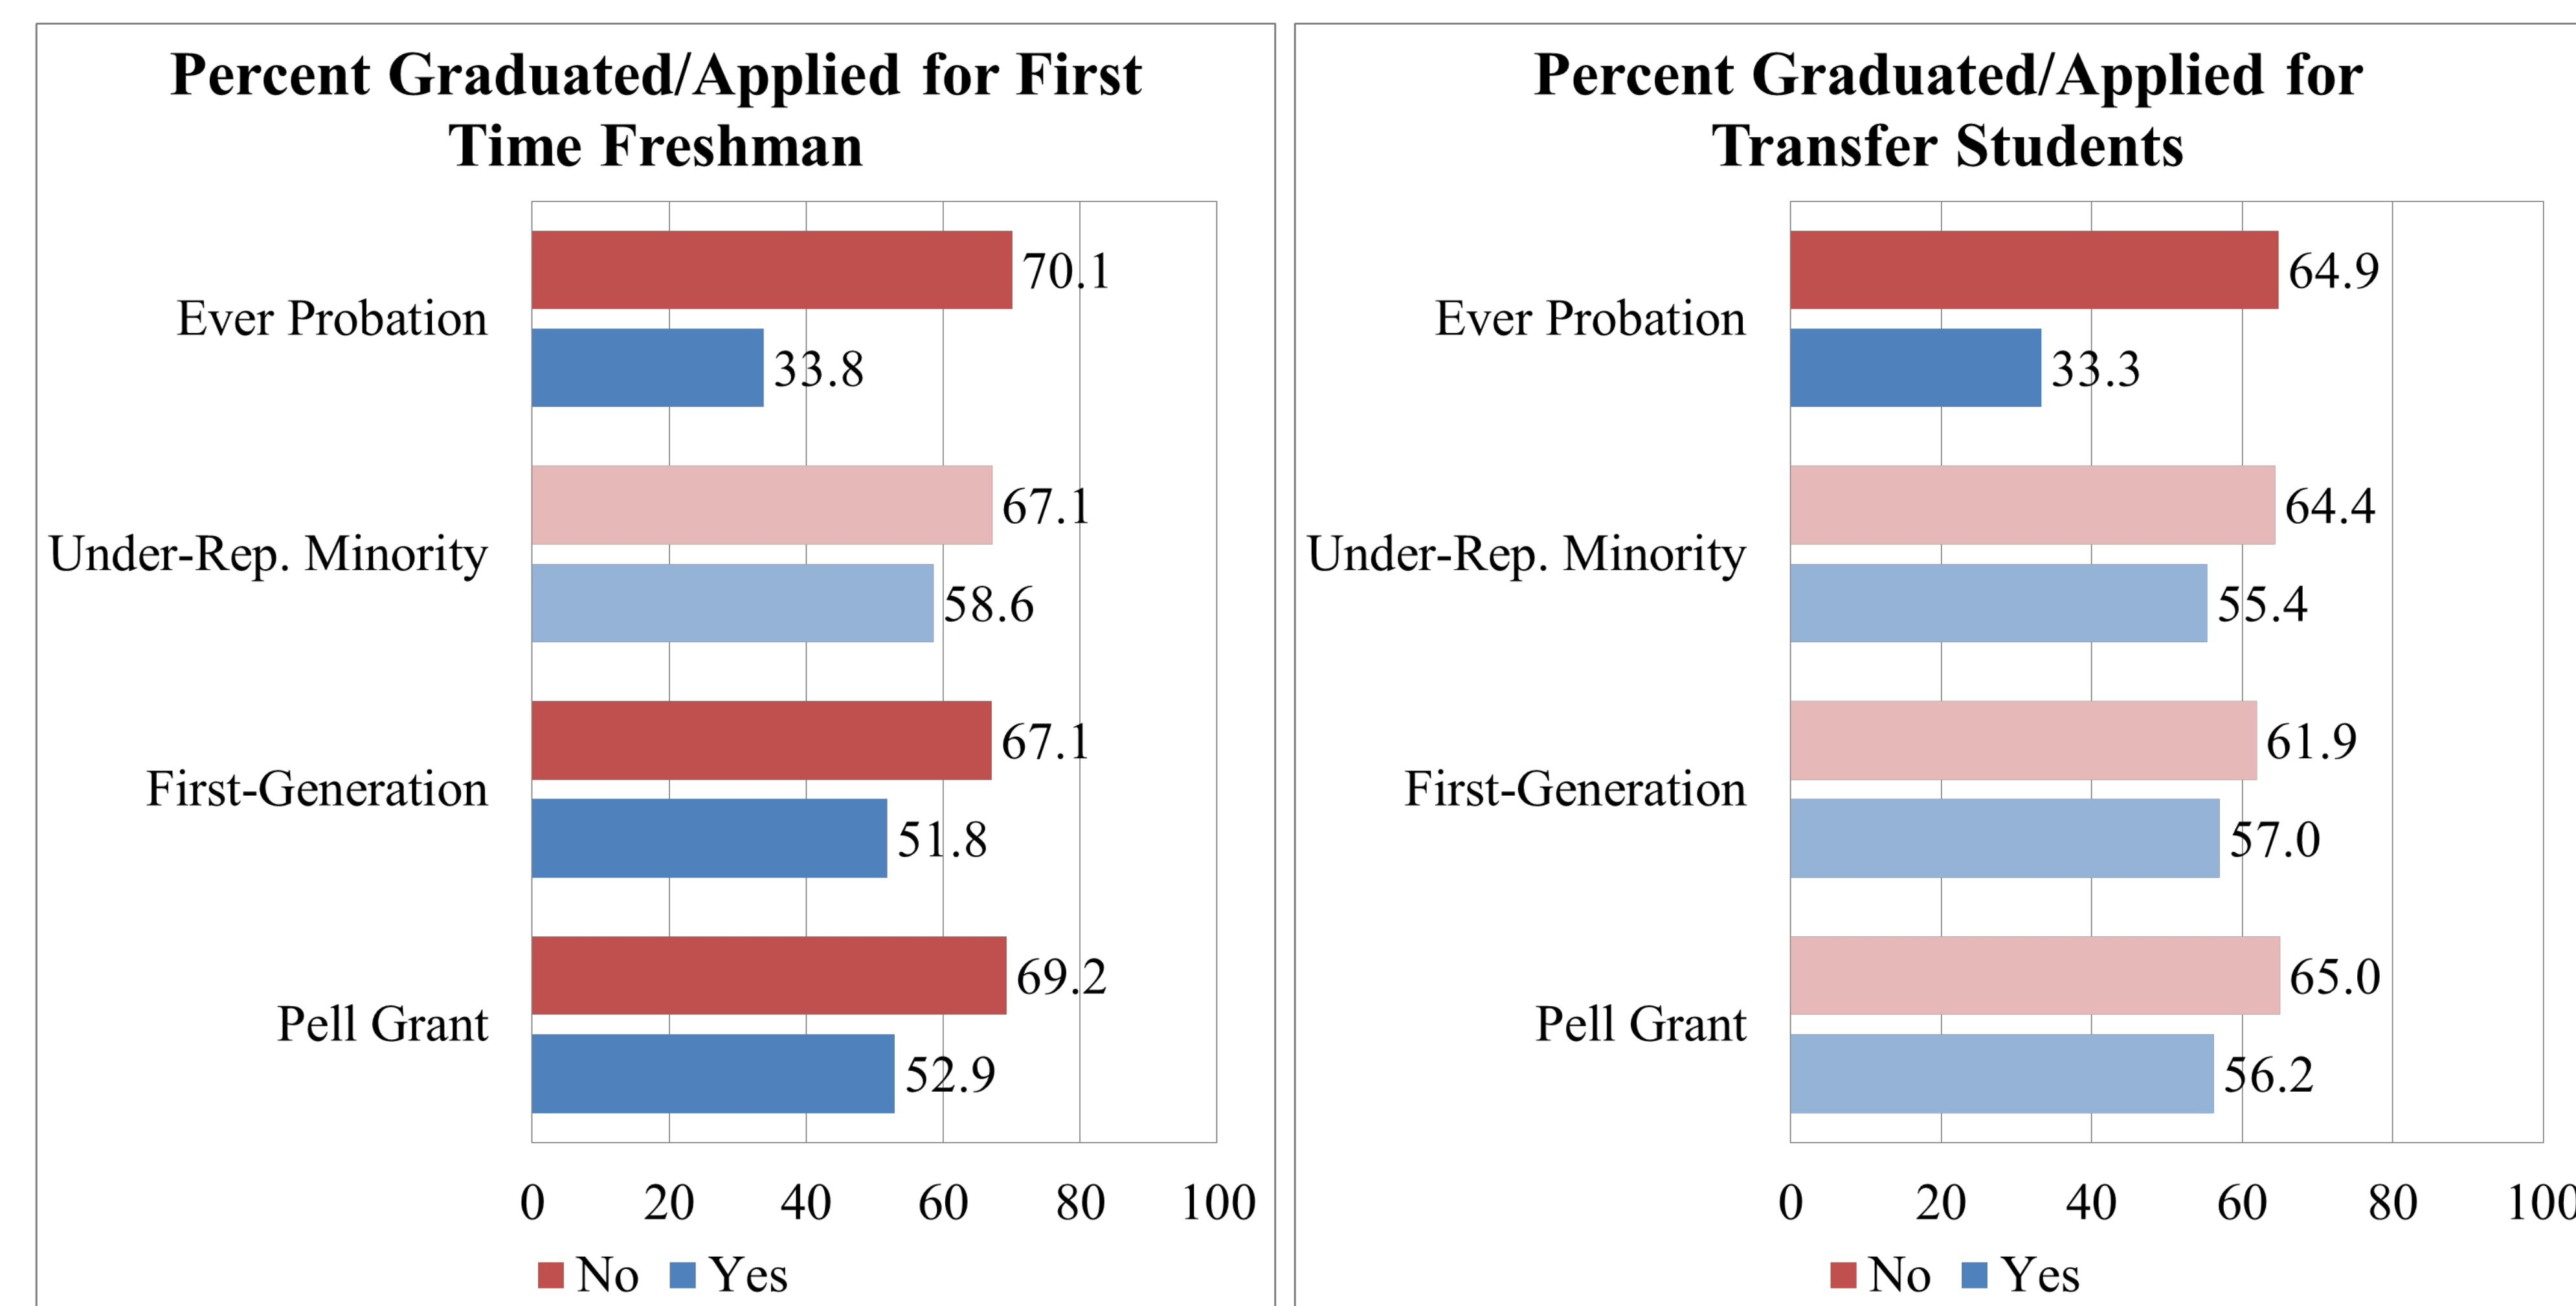 Percent Graduated/Applied for First
Time Freshman
Ever Probation
70.1
33.8
Under-Rep. Minority
67.1
58.6
First-Generation
67.1
51.8
Pell Grant
69.2
52.9
0 20 40 60 80 100
No Yes
Percent Graduated/Applied for
Transfer Students
Ever Probation
64.9
33.3
Under-Rep. Minority
64.4
55.4
First-Generation
61.9
57.0
Pell Grant
65.0
56.2
0 20 40 60 80 100
No Yes